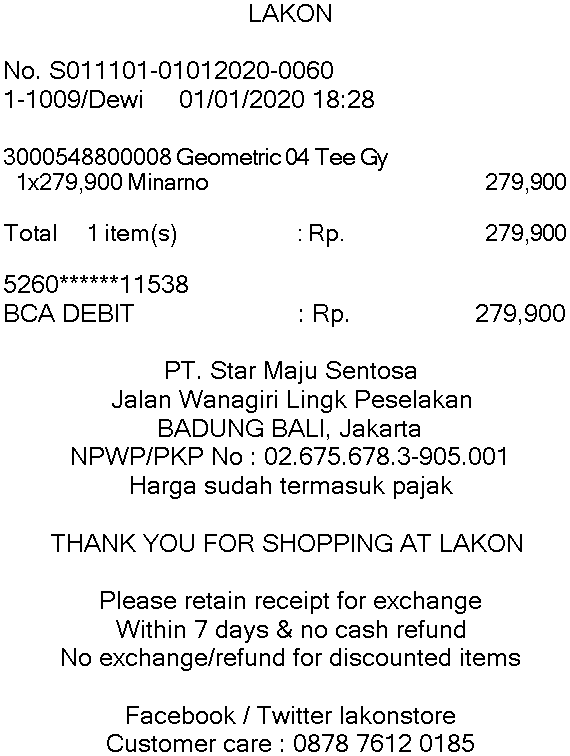 LAKON
No. S011101-01012020-0060
1-1009/Dewi 01/01/2020 18:28
3000548800008 Geometric 04 Tee Gy
1x279,900 Minarno 279,900
Total 1 item(s) : Rp. 279,900
5260******11538
BCA DEBIT : Rp. 279,900
PT. Star Maju Sentosa
Jalan Wanagiri Lingk Peselakan
BADUNG BALI, Jakarta
NPWP/PKP No : 02.675.678.3-905.001
Harga sudah termasuk pajak
THANK YOU FOR SHOPPING AT LAKON
Please retain receipt for exchange
Within 7 days & no cash refund
No exchange/refund for discounted items
Facebook / Twitter lakonstore
Customer care : 0878 7612 0185